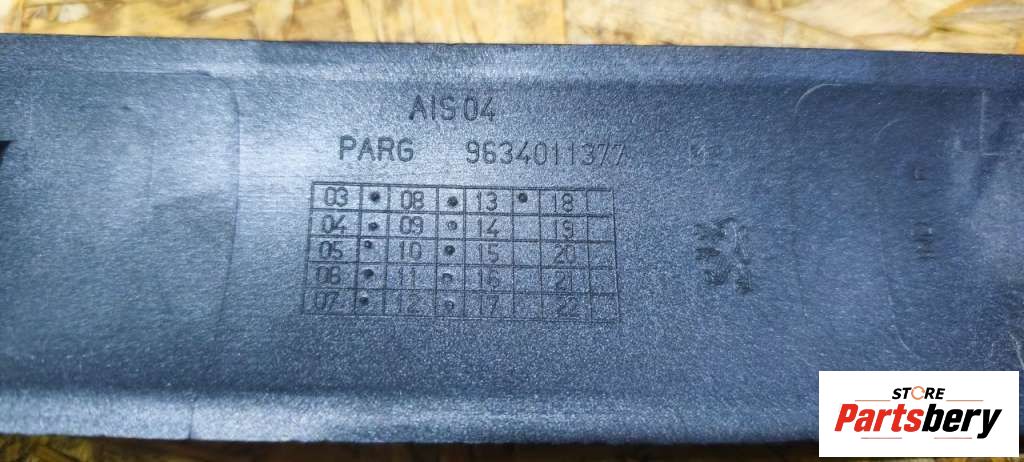 AIS 04
PARG 9634011377
03 08 13 18
04 09 14 19
05 10 15 20
06 11 16 21
07 12 17 22
STORE
Partsbery